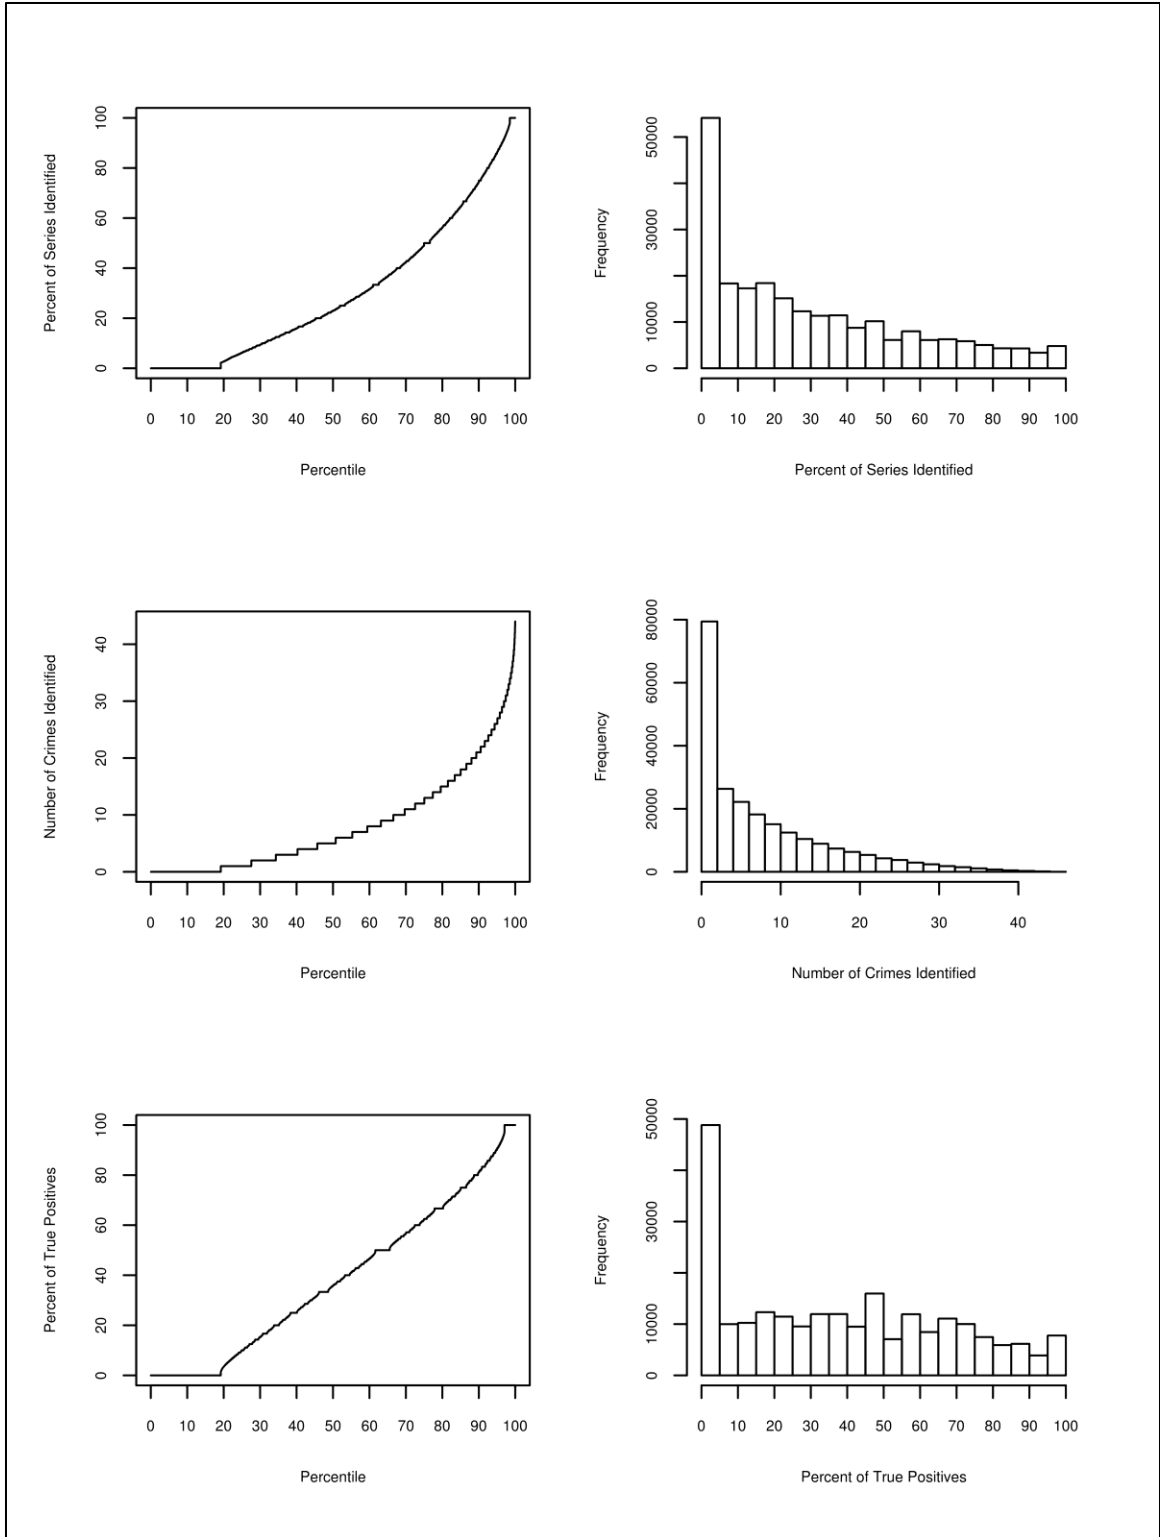 Percent of Series Identified
100
80
60
40
20
0
0 10 20 30 40 50 60 70 80 90 100
Percentile
Frequency
50000
30000
10000
0
0 10 20 30 40 50 60 70 80 90 100
Percent of Series Identified
Number of Crimes Identified
40
30
20
10
0
0 10 20 30 40 50 60 70 80 90 100
Percentile
Frequency
80000
60000
40000
20000
0
0 10 20 30 40
Number of Crimes Identified
Percent of True Positives
100
80
60
40
20
0
0 10 20 30 40 50 60 70 80 90 100
Percentile
Frequency
50000
30000
10000
0
0 10 20 30 40 50 60 70 80 90 100
Percent of True Positives